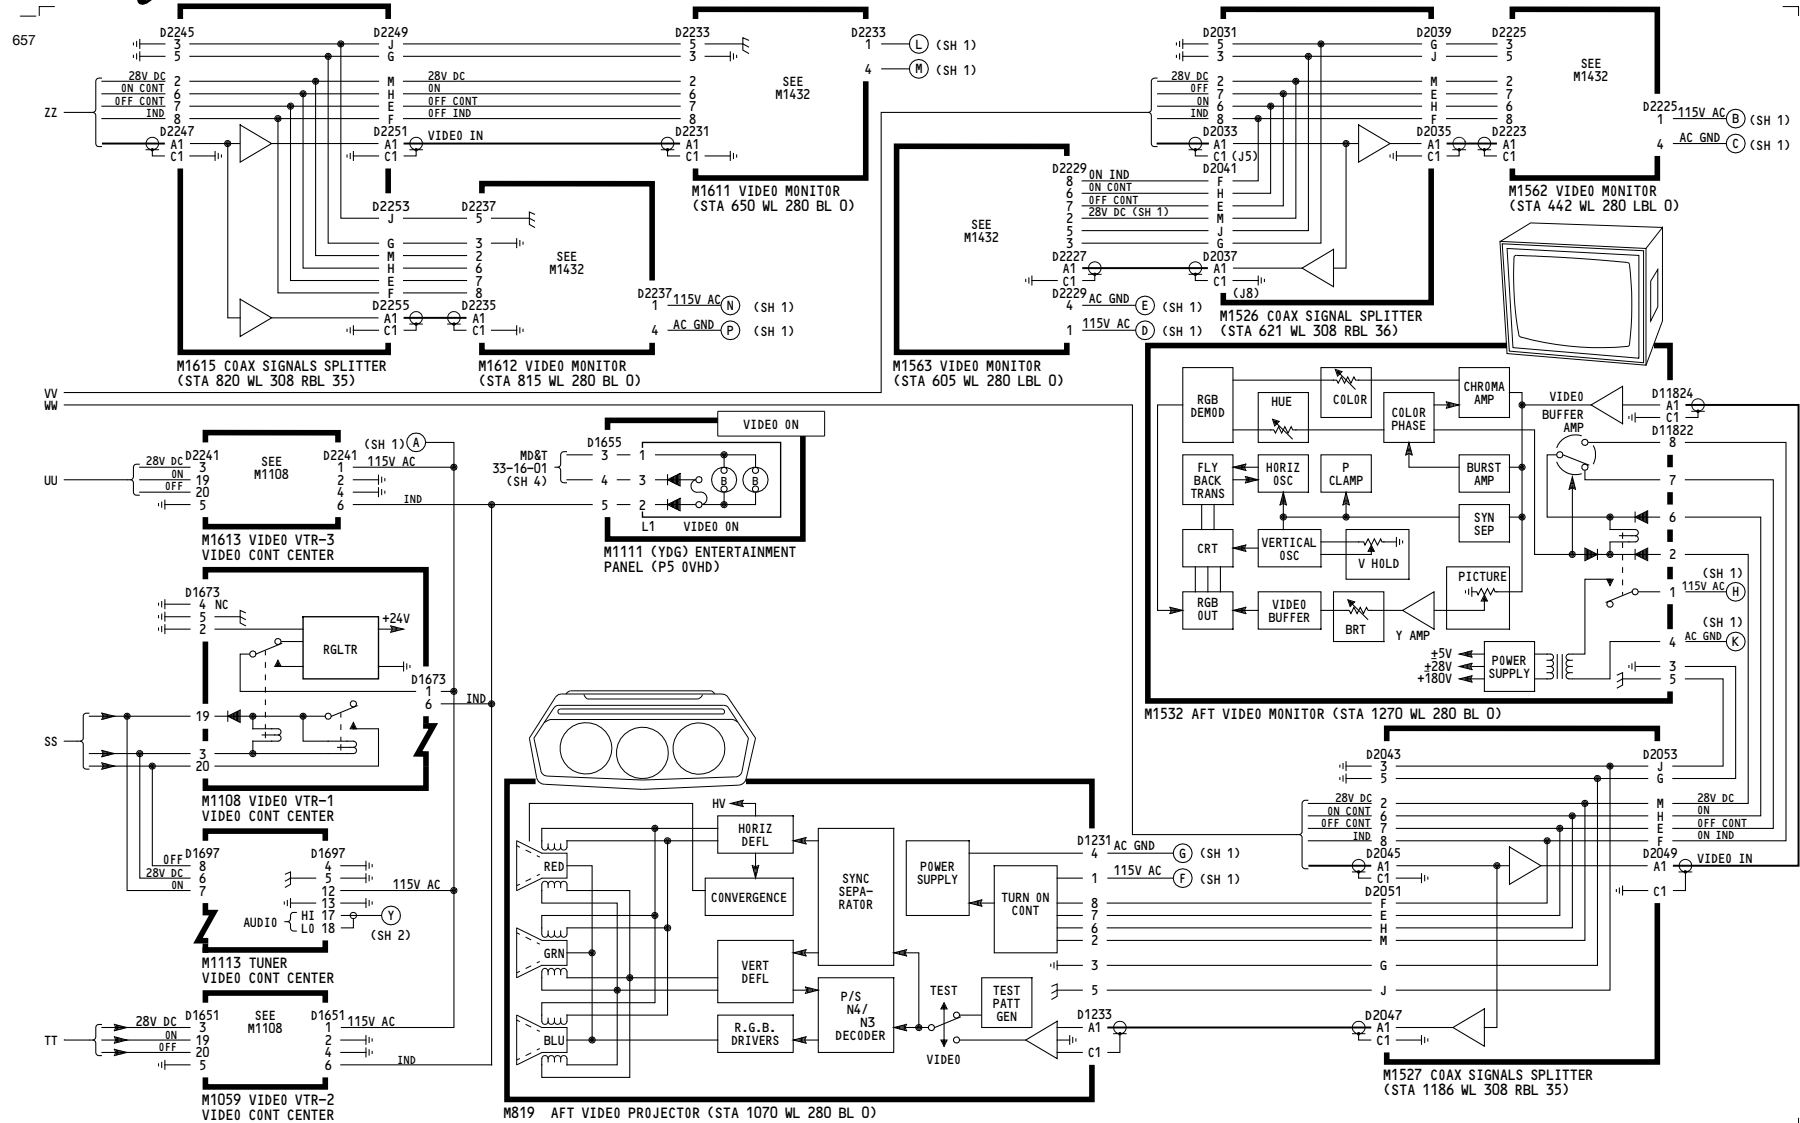 657
D2245
3
5
28V DC 2
ON CONT 6
OFF CONT 7
IND 8
ZZ
D2247
A1
C1
D2249
J
G
M 28V DC
H ON
E OFF CONT
F OFF IND
D2251
A1 VIDEO IN
C1
D2253
J
G
M
H
E
F
D2255
A1
C1
M1615 COAX SIGNALS SPLITTER
(STA 820 WL 308 RBL 35)
D2233
5
3
2
6
7
8
D2231
A1
C1
SEE
M1432
D2233
1 L (SH 1)
4 M (SH 1)
M1611 VIDEO MONITOR
(STA 650 WL 280 BL 0)
D2237
5
3
2
6
7
8
D2235
A1
C1
SEE
M1432
D2237
1 115V AC N (SH 1)
4 AC GND P (SH 1)
M1612 VIDEO MONITOR
(STA 815 WL 280 BL 0)
D2031
5
3
28V DC 2
OFF 7
ON 6
IND 8
D2033
A1
C1 (J5)
D2041
F
H
E
M
J
G
D2037
A1
C1
(J8)
D2039
G
J
M
E
H
F
D2035
A1
C1
M1526 COAX SIGNAL SPLITTER
(STA 621 WL 308 RBL 36)
D2225
3
5
2
7
6
8
D2223
A1
C1
SEE
M1432
D2225
1 115V AC B (SH 1)
4 AC GND C (SH 1)
M1562 VIDEO MONITOR
(STA 442 WL 280 LBL 0)
SEE
M1432
D2229
8 ON IND
6 ON CONT
7 OFF CONT
2 28V DC (SH 1)
5
3
D2227
A1
C1
D2229
4 AC GND E (SH 1)
1 115V AC D (SH 1)
M1563 VIDEO MONITOR
(STA 605 WL 280 LBL 0)
VV
WW
UU
D2241
28V DC 3
ON 19
OFF 20
5
SEE
M1108
D2241
1 115V AC
2
4
6 IND
(SH 1) A
M1613 VIDEO VTR-3
VIDEO CONT CENTER
VIDEO ON
D1655
MD&T
33-16-01
(SH 4)
3 1
4 3
5 2
B B
L1 VIDEO ON
M1111 (YDG) ENTERTAINMENT
PANEL (P5 OVHD)
D1673
4 NC
5
2
+24V
RGLTR
D1673
1
6 IND
SS
19
3
20
M1108 VIDEO VTR-1
VIDEO CONT CENTER
D1697
OFF 8
28V DC 6
ON 7
D1697
4
5
12 115V AC
13
AUDIO HI 17
LO 18
Y
(SH 2)
M1113 TUNER
VIDEO CONT CENTER
TT
D1651
28V DC 3
ON 19
OFF 20
5
SEE
M1108
D1651
1 115V AC
2
4
6 IND
M1059 VIDEO VTR-2
VIDEO CONT CENTER
HV
HORIZ
DEFL
CONVERGENCE
RED
GRN
BLU
VERT
DEFL
R.G.B.
DRIVERS
SYNC
SEPA-
RATOR
P/S
N4/
N3
DECODER
POWER
SUPPLY
TURN ON
CONT
TEST
VIDEO
TEST
PATT
GEN
D1231
4 AC GND G (SH 1)
1 115V AC F (SH 1)
8
7
6
2
3
5
D1233
A1
C1
M819 AFT VIDEO PROJECTOR (STA 1070 WL 280 BL 0)
RGB
DEMOD
HUE
COLOR
COLOR
PHASE
CHROMA
AMP
VIDEO
BUFFER
AMP
FLY
BACK
TRANS
HORIZ
OSC
P
CLAMP
BURST
AMP
SYN
SEP
CRT
VERTICAL
OSC
V HOLD
PICTURE
RGB
OUT
VIDEO
BUFFER
BRT
Y AMP
±5V
±28V
+180V
POWER
SUPPLY
D11824
A1
C1
D11822
8
7
6
2
(SH 1)
1 115V AC H
(SH 1)
4 AC GND K
3
5
M1532 AFT VIDEO MONITOR (STA 1270 WL 280 BL 0)
D2043
3
5
28V DC 2
ON CONT 6
OFF CONT 7
IND 8
D2045
A1
C1
D2051
F
E
H
M
G
J
D2047
A1
C1
D2053
J
G
M 28V DC
H ON
E OFF CONT
F ON IND
D2049
A1 VIDEO IN
C1
M1527 COAX SIGNALS SPLITTER
(STA 1186 WL 308 RBL 35)